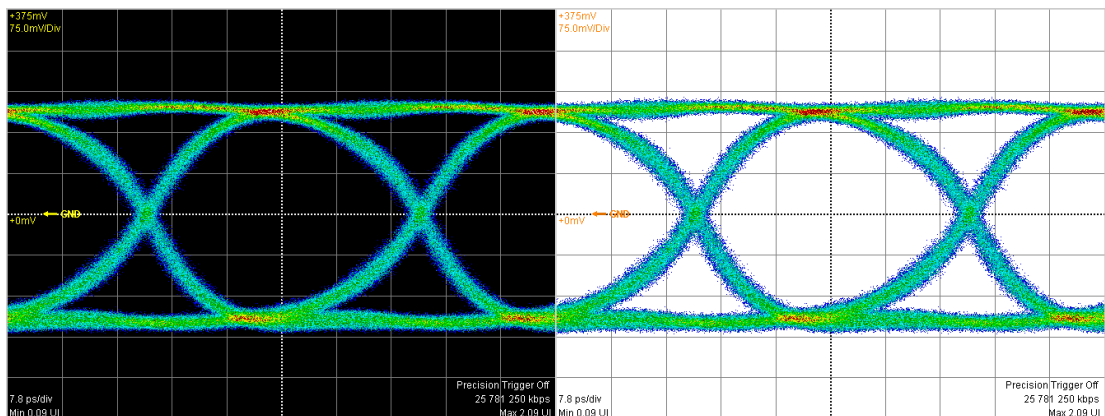 +375mV
75.0mV/Div
+0mV
GND
Precision Trigger Off
7.8 ps/div
25 781 250 kbps
Min 0.09 UI
Max 2.09 UI
+375mV
75.0mV/Div
+0mV
GND
Precision Trigger Off
7.8 ps/div
25 781 250 kbps
Min 0.09 UI
Max 2.09 UI